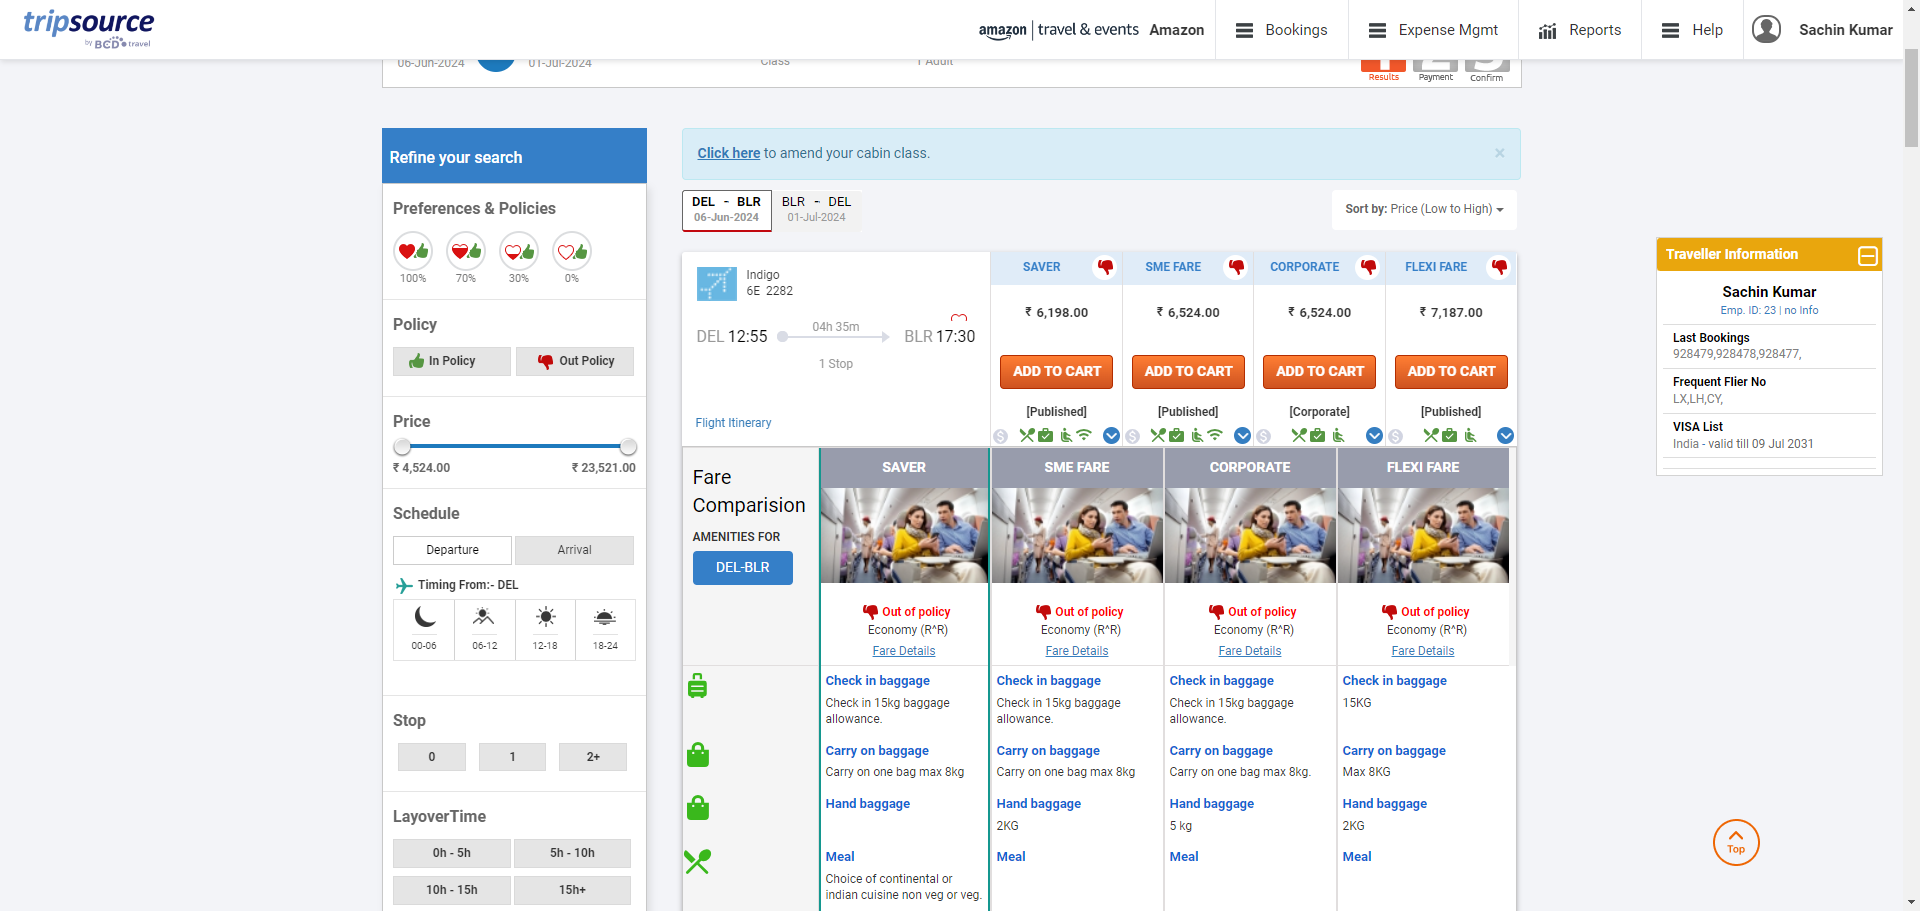 tripsource
by BCD travel
amazon | travel & events Amazon
Bookings
Expense Mgmt
Reports
Help
Sachin Kumar
06-Jun-2024
01-Jul-2024
Class
1 Adult
Results
Payment
Confirm
Refine your search
Preferences & Policies
100% 70% 30% 0%
Policy
In Policy Out Policy
Price
₹ 4,524.00 ₹ 23,521.00
Schedule
Departure Arrival
Timing From:- DEL
00-06 06-12 12-18 18-24
Stop
0 1 2+
LayoverTime
0h - 5h 5h - 10h
10h - 15h 15h+
Click here to amend your cabin class. ×
DEL - BLR BLR - DEL
06-Jun-2024 01-Jul-2024
Sort by: Price (Low to High)
Indigo
6E 2282
DEL 12:55 04h 35m BLR 17:30
1 Stop
Flight Itinerary
SAVER SME FARE CORPORATE FLEXI FARE
₹ 6,198.00 ₹ 6,524.00 ₹ 6,524.00 ₹ 7,187.00
ADD TO CART ADD TO CART ADD TO CART ADD TO CART
[Published] [Published] [Corporate] [Published]
Fare
Comparision
AMENITIES FOR
DEL-BLR
SAVER SME FARE CORPORATE FLEXI FARE
Out of policy Out of policy Out of policy Out of policy
Economy (R^R) Economy (R^R) Economy (R^R) Economy (R^R)
Fare Details Fare Details Fare Details Fare Details
Check in baggage Check in baggage Check in baggage Check in baggage
Check in 15kg baggage Check in 15kg baggage Check in 15kg baggage 15KG
allowance. allowance. allowance.
Carry on baggage Carry on baggage Carry on baggage Carry on baggage
Carry on one bag max 8kg Carry on one bag max 8kg Carry on one bag max 8kg. Max 8KG
Hand baggage Hand baggage Hand baggage Hand baggage
2KG 5 kg 2KG
Meal Meal Meal Meal
Choice of continental or
indian cuisine non veg or veg.
Traveller Information
Sachin Kumar
Emp. ID: 23 | no Info
Last Bookings
928479,928478,928477,
Frequent Flier No
LX,LH,CY,
VISA List
India - valid till 09 Jul 2031
Top